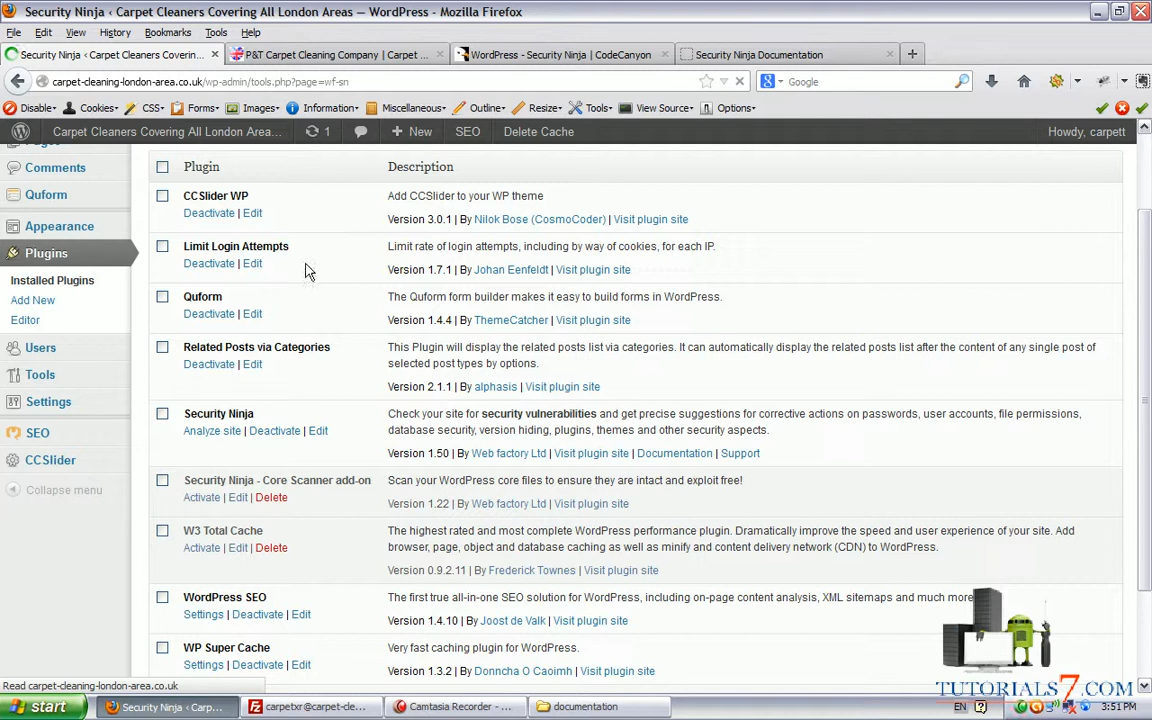 Security Ninja ‹ Carpet Cleaners Covering All London Areas — WordPress - Mozilla Firefox
File Edit View History Bookmarks Tools Help
Security Ninja ‹ Carpet Cleaners Coverin... × P&T Carpet Cleaning Company | Carpet ... × WordPress - Security Ninja | CodeCanyon × Security Ninja Documentation ×
carpet-cleaning-london-area.co.uk/wp-admin/tools.php?page=wf-sn Google
Disable Cookies CSS Forms Images Information Miscellaneous Outline Resize Tools View Source Options
Carpet Cleaners Covering All London Area... 1 + New SEO Delete Cache Howdy, carpett
Comments
Quform
Appearance
Plugins
Installed Plugins
Add New
Editor
Users
Tools
Settings
SEO
CCSlider
Collapse menu
Plugin Description
CCSlider WP Add CCSlider to your WP theme
Deactivate | Edit Version 3.0.1 | By Nilok Bose (CosmoCoder) | Visit plugin site
Limit Login Attempts Limit rate of login attempts, including by way of cookies, for each IP.
Deactivate | Edit Version 1.7.1 | By Johan Eenfeldt | Visit plugin site
Quform The Quform form builder makes it easy to build forms in WordPress.
Deactivate | Edit Version 1.4.4 | By ThemeCatcher | Visit plugin site
Related Posts via Categories This Plugin will display the related posts list via categories. It can automatically display the related posts list after the content of any single post of
Deactivate | Edit selected post types by options.
Version 2.1.1 | By alphasis | Visit plugin site
Security Ninja Check your site for security vulnerabilities and get precise suggestions for corrective actions on passwords, user accounts, file permissions,
Analyze site | Deactivate | Edit database security, version hiding, plugins, themes and other security aspects.
Version 1.50 | By Web factory Ltd | Visit plugin site | Documentation | Support
Security Ninja - Core Scanner add-on Scan your WordPress core files to ensure they are intact and exploit free!
Activate | Edit | Delete Version 1.22 | By Web factory Ltd | Visit plugin site
W3 Total Cache The highest rated and most complete WordPress performance plugin. Dramatically improve the speed and user experience of your site. Add
Activate | Edit | Delete browser, page, object and database caching as well as minify and content delivery network (CDN) to WordPress.
Version 0.9.2.11 | By Frederick Townes | Visit plugin site
WordPress SEO The first true all-in-one SEO solution for WordPress, including on-page content analysis, XML sitemaps and much more
Settings | Deactivate | Edit Version 1.4.10 | By Joost de Valk | Visit plugin site
WP Super Cache Very fast caching plugin for WordPress.
Settings | Deactivate | Edit Version 1.3.2 | By Donncha O Caoimh | Visit plugin site
Read carpet-cleaning-london-area.co.uk
TUTORIALS7.COM
start Security Ninja ‹ Carp... carpetxr@carpet-cle... Camtasia Recorder - ... documentation EN 3:51 PM